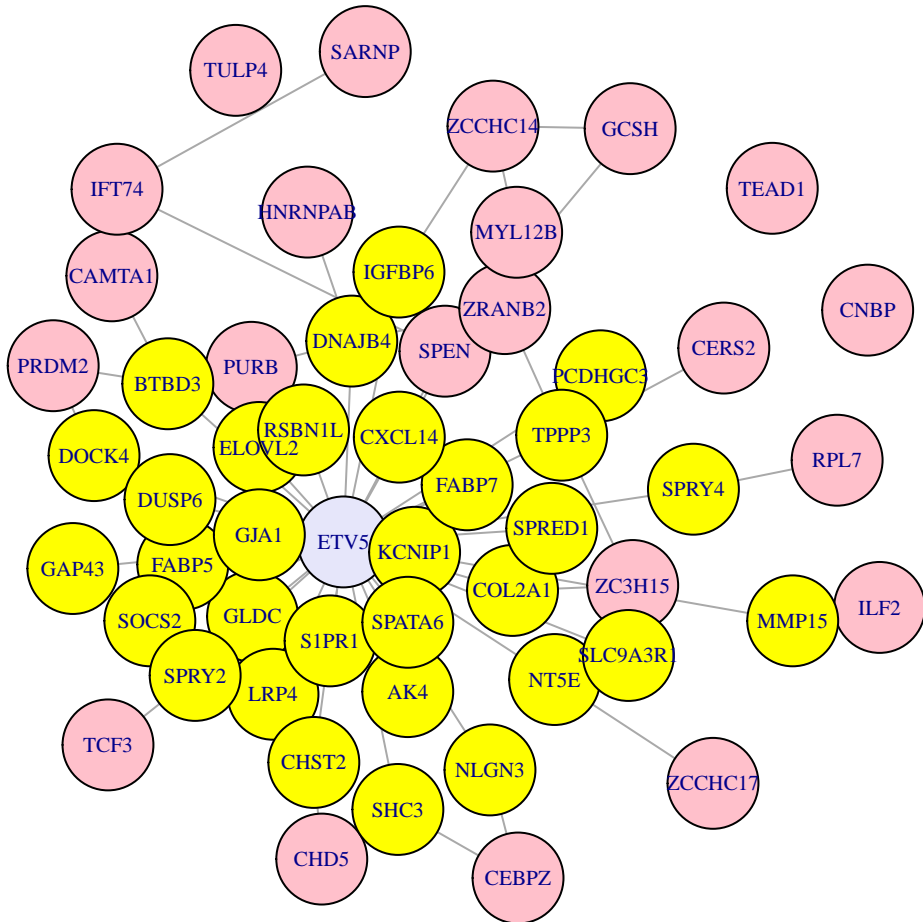 SARNP
TULP4
ZCCHC14
GCSH
IFT74
TEAD1
HNRNPAB
MYL12B
CAMTA1
IGFBP6
ZRANB2
CNBP
DNAJB4
SPEN
CERS2
PRDM2
PURB
BTBD3
PCDHGC3
RSBN1L
CXCL14
TPPP3
ELOVL2
DOCK4
RPL7
FABP7
SPRY4
DUSP6
SPRED1
GJA1
ETV5
KCNIP1
GAP43
FABP5
COL2A1
ZC3H15
ILF2
SOCS2
GLDC
SPATA6
MMP15
S1PR1
SLC9A3R1
SPRY2
NT5E
LRP4
AK4
TCF3
CHST2
NLGN3
ZCCHC17
SHC3
CHD5
CEBPZ